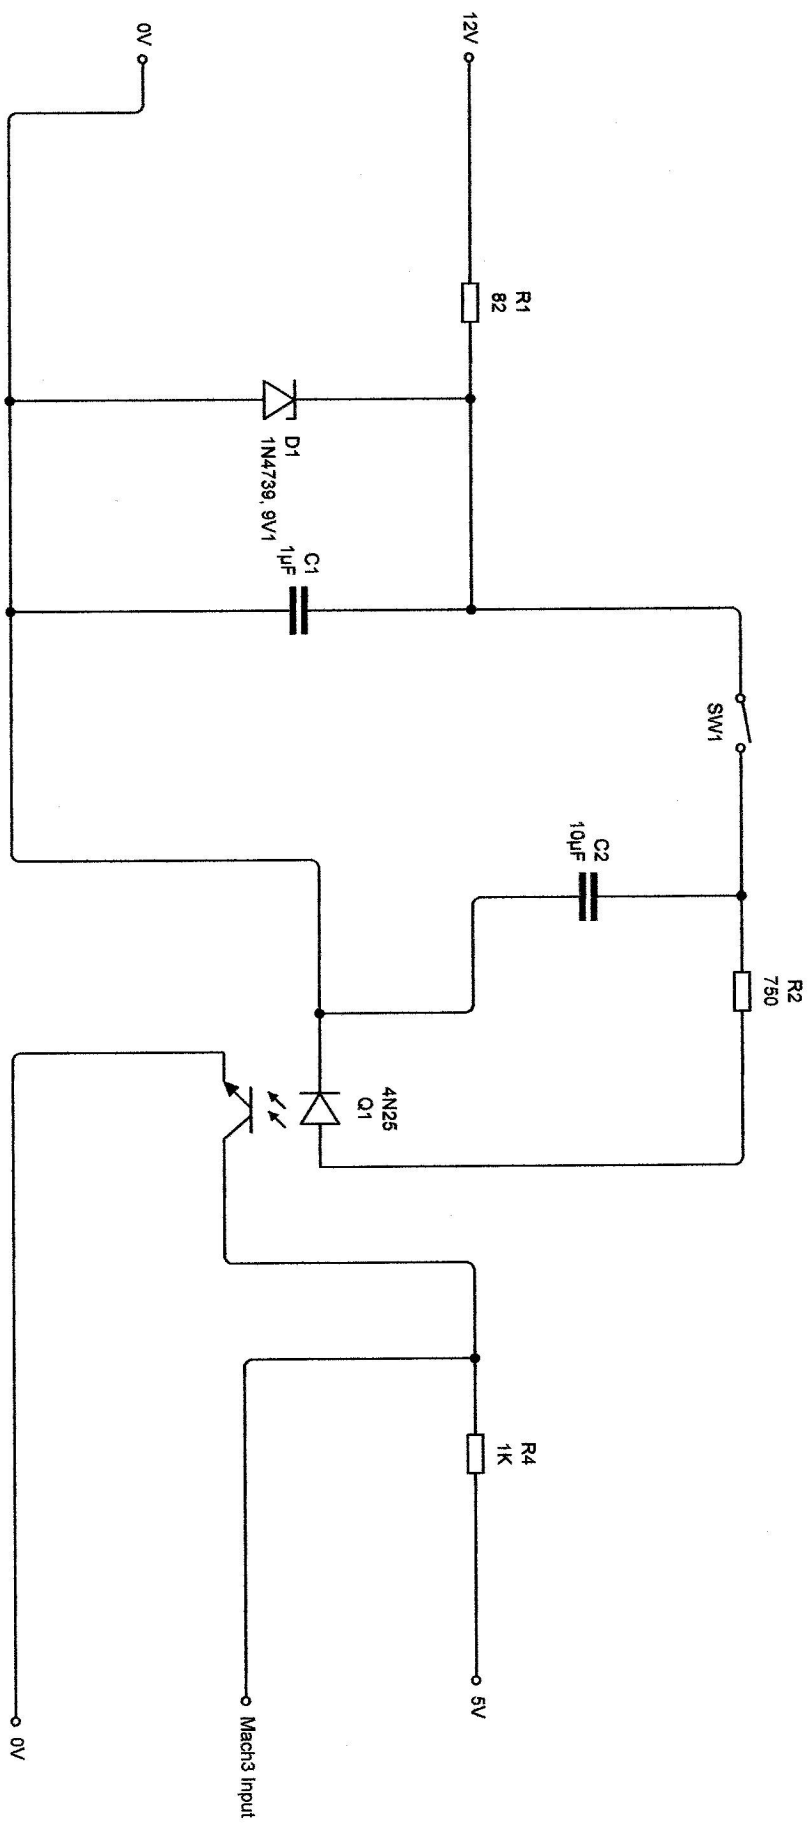 12V
0V
R1
82
D1
1N4739, 9V1
C1
1µF
SW1
C2
10µF
R2
750
4N25
Q1
R4
1K
5V
Mach3 Input
0V